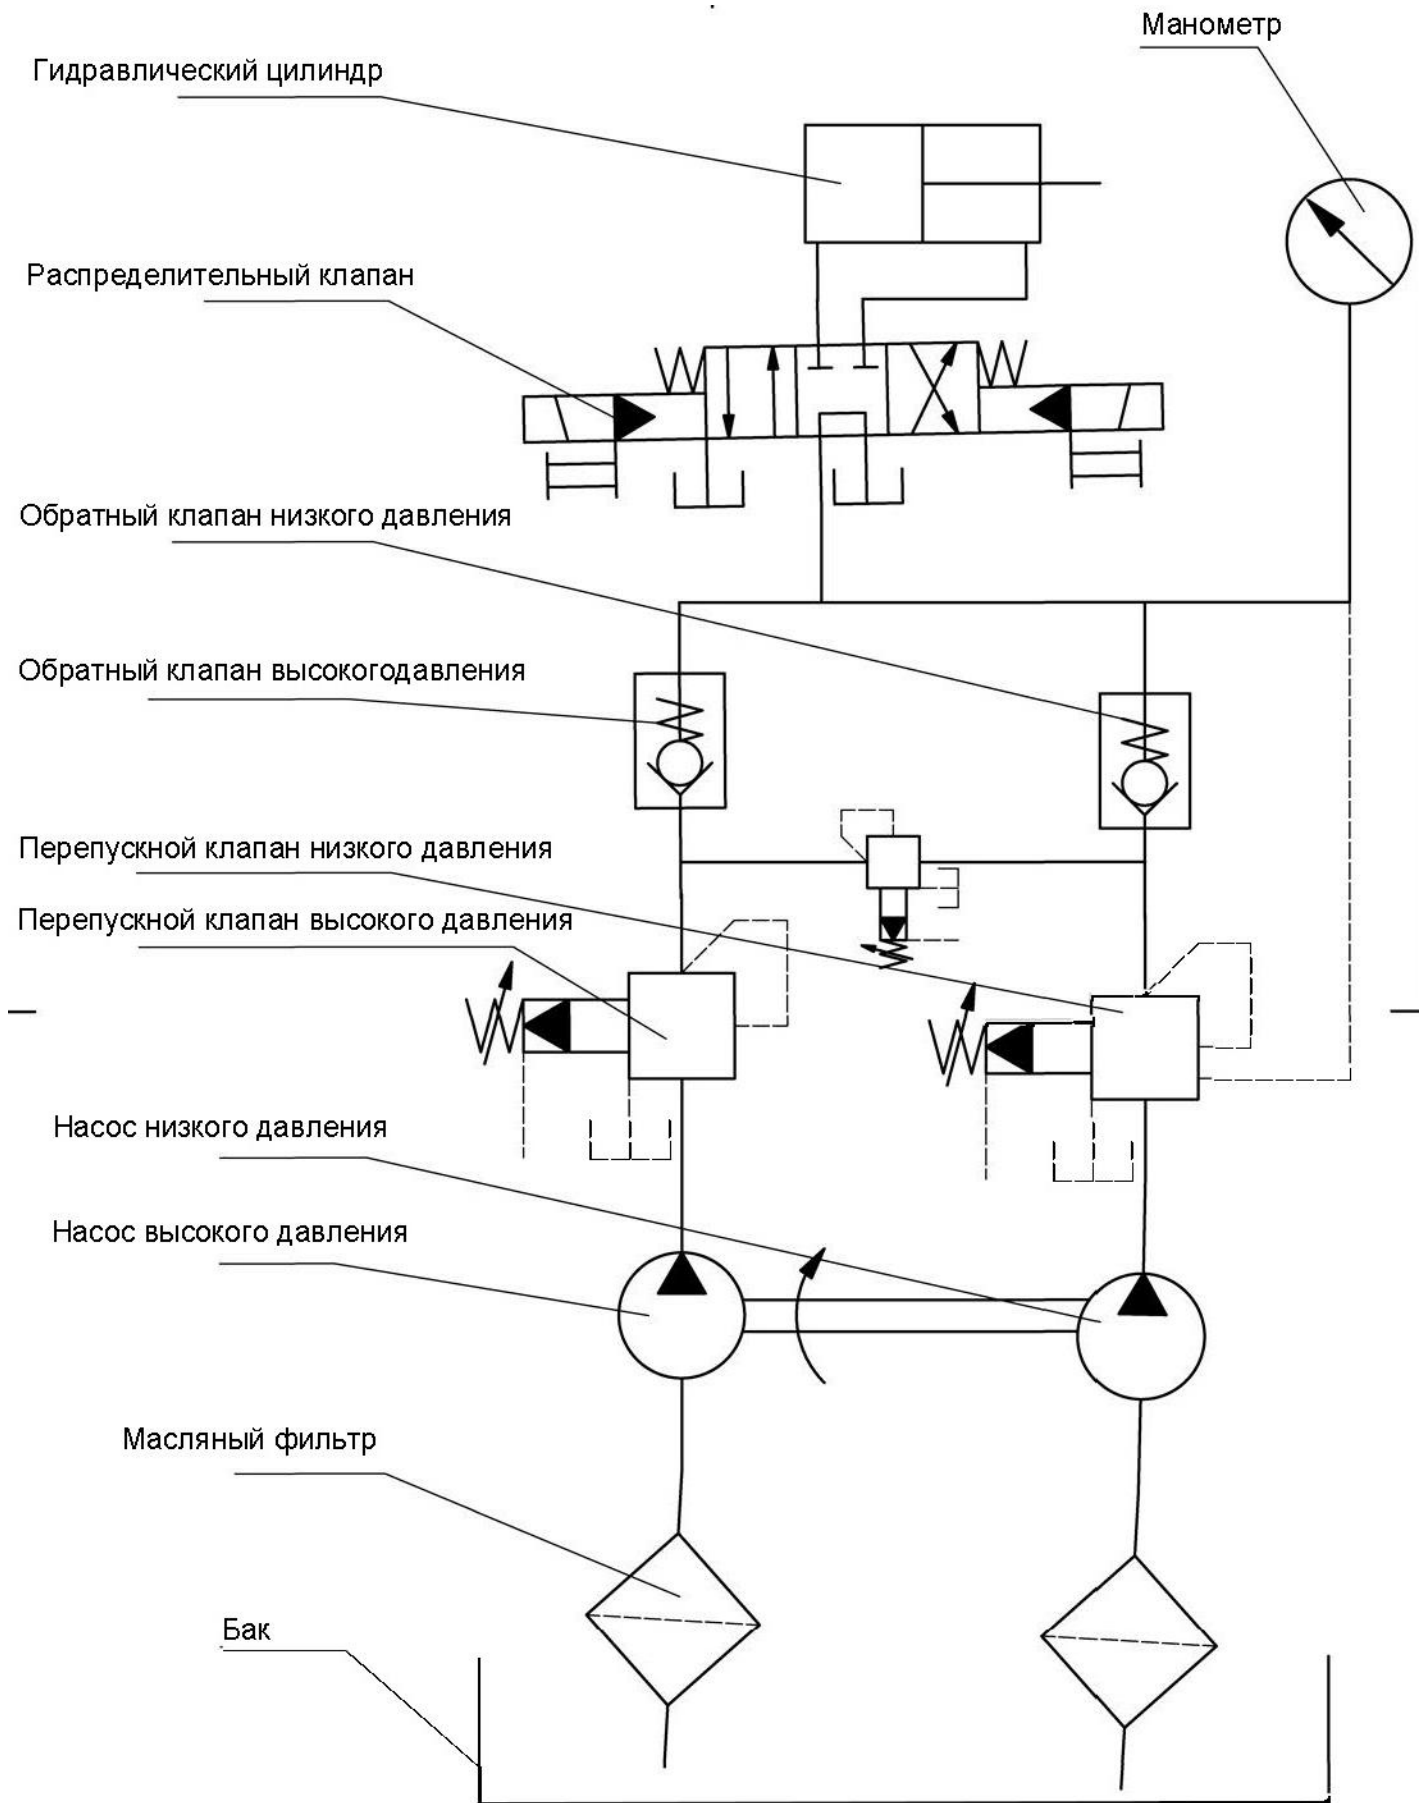 Манометр
Гидравлический цилиндр
Распределительный клапан
Обратный клапан низкого давления
Обратный клапан высокогодавления
Перепускной клапан низкого давления
Перепускной клапан высокого давления
Насос низкого давления
Насос высокого давления
Масляный фильтр
Бак